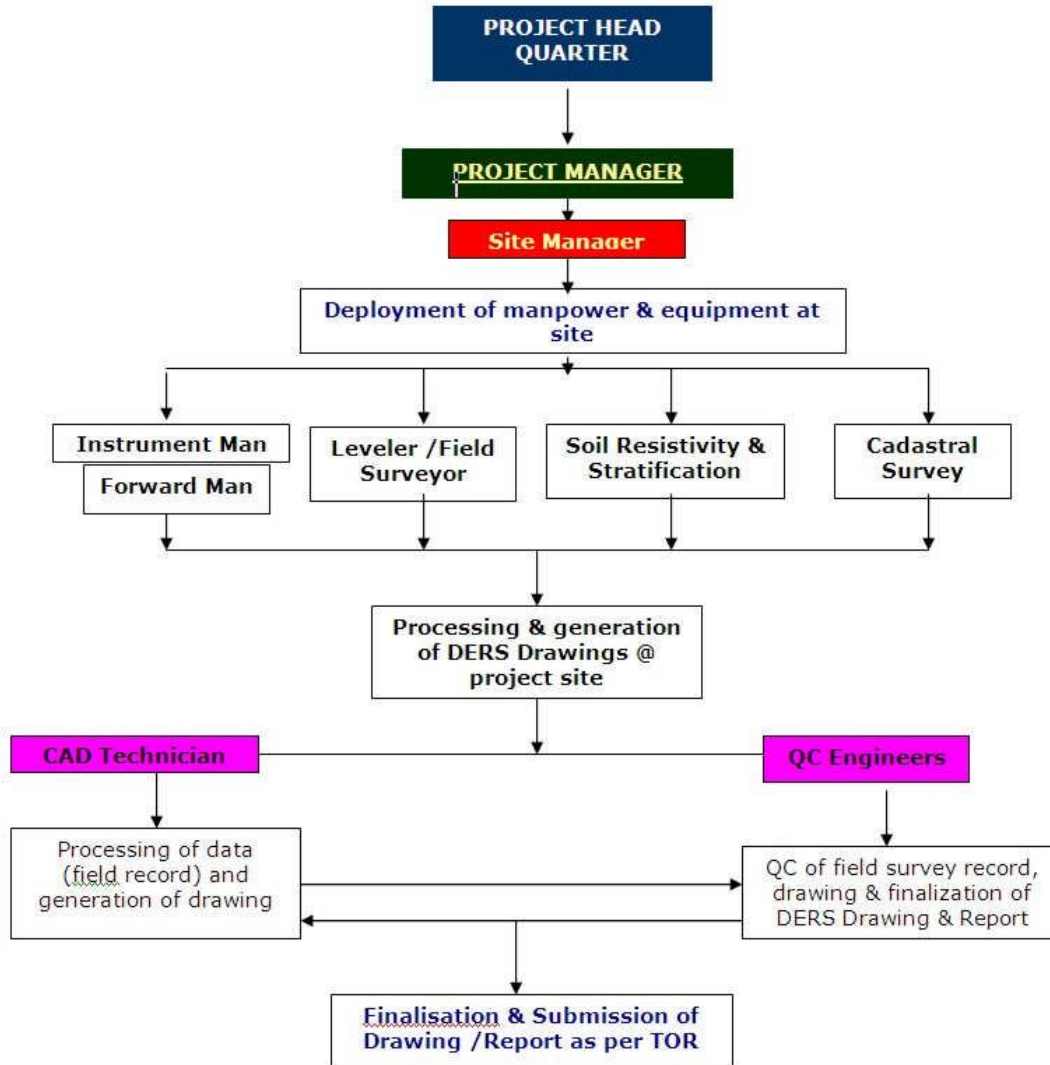 PROJECT HEAD
QUARTER
PROJECT MANAGER
Site Manager
Deployment of manpower & equipment at
site
Instrument Man
Forward Man
Leveler /Field
Surveyor
Soil Resistivity &
Stratification
Cadastral
Survey
Processing & generation
of DERS Drawings @
project site
CAD Technician
QC Engineers
Processing of data
(field record) and
generation of drawing
QC of field survey record,
drawing & finalization of
DERS Drawing & Report
Finalisation & Submission of
Drawing /Report as per TOR